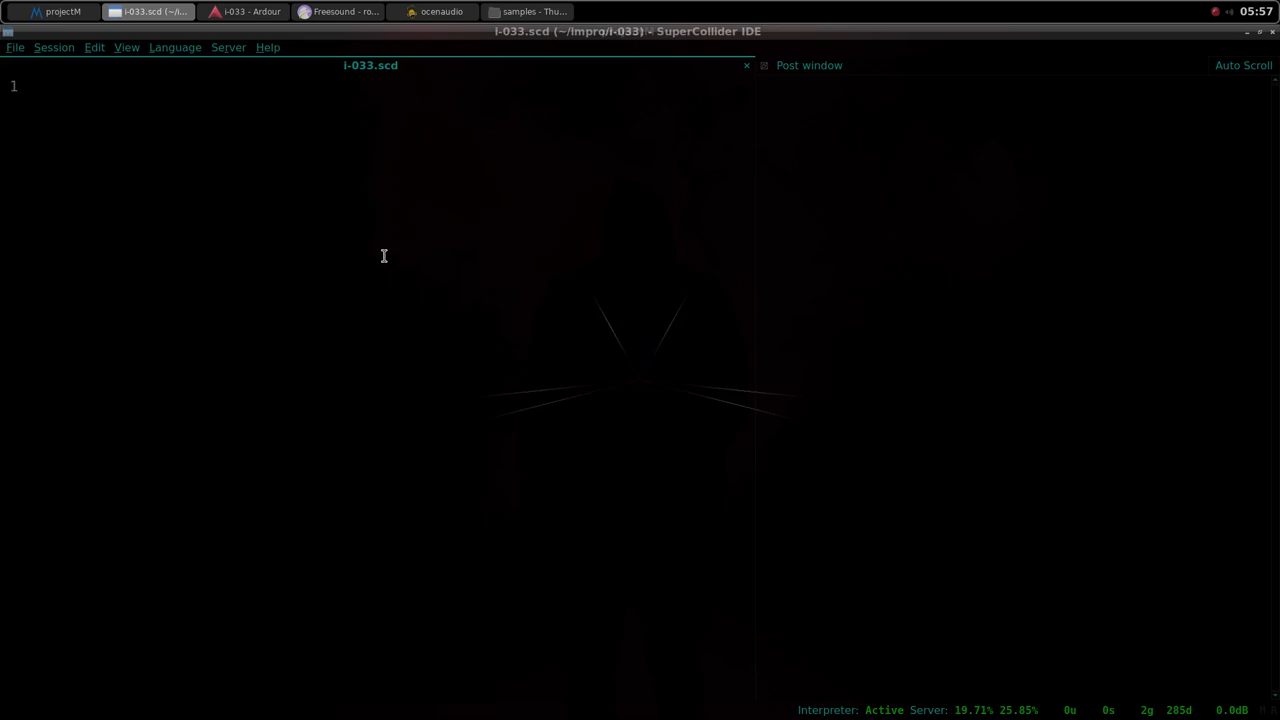 projectM i-033.scd (~/i... i-033 - Ardour Freesound - ro... ocenaudio samples - Thu... 05:57
i-033.scd (~/impro/i-033) - SuperCollider IDE
File Session Edit View Language Server Help
i-033.scd × Post window Auto Scroll
1
Interpreter: Active Server: 19.71% 25.85% 0u 0s 2g 285d 0.0dB